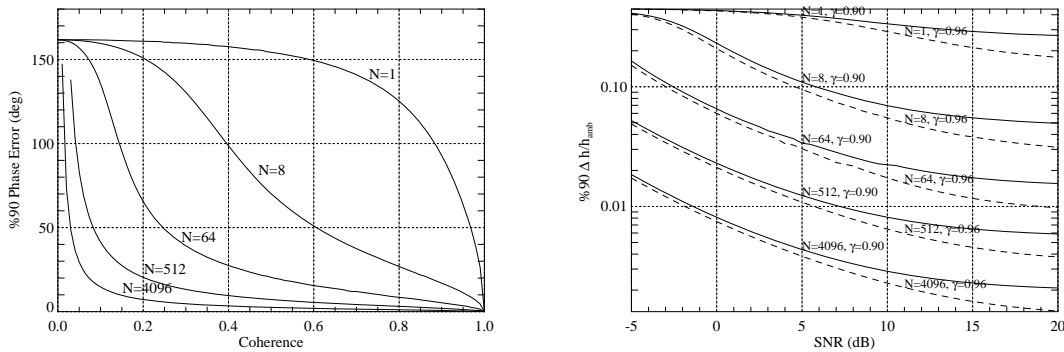 %90 Phase Error (deg)
150
100
50
0
0.0 0.2 0.4 0.6 0.8 1.0
Coherence
N=1
N=8
N=64
N=512
N=4096
%90 Δ h/h_amb
0.10
0.01
-5 0 5 10 15 20
SNR (dB)
N=1, γ=0.90
N=1, γ=0.96
N=8, γ=0.90
N=8, γ=0.96
N=64, γ=0.90
N=64, γ=0.96
N=512, γ=0.90
N=512, γ=0.96
N=4096, γ=0.90
N=4096, γ=0.96